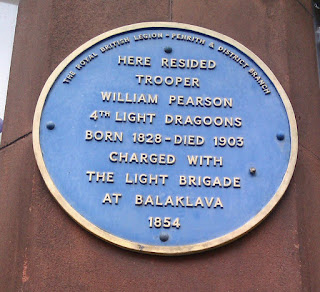 THE ROYAL BRITISH LEGION - PENRITH & DISTRICT BRANCH
HERE RESIDED
TROOPER
WILLIAM PEARSON
4TH LIGHT DRAGOONS
BORN 1828 - DIED 1903
CHARGED WITH
THE LIGHT BRIGADE
AT BALAKLAVA
1854